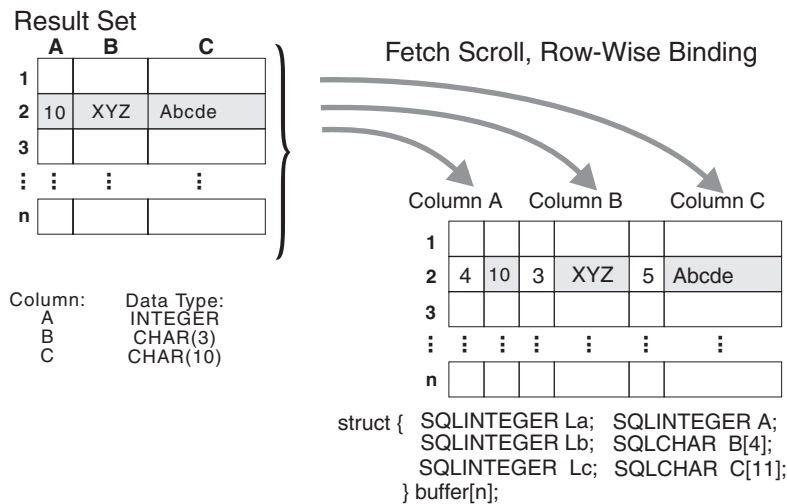 Result Set
A B C
1
2 10 XYZ Abcde
3
n
Column: Data Type:
A INTEGER
B CHAR(3)
C CHAR(10)
Fetch Scroll, Row-Wise Binding
Column A Column B Column C
1
2 4 10 3 XYZ 5 Abcde
3
n
struct { SQLINTEGER La; SQLINTEGER A;
SQLINTEGER Lb; SQLCHAR B[4];
SQLINTEGER Lc; SQLCHAR C[11];
} buffer[n];